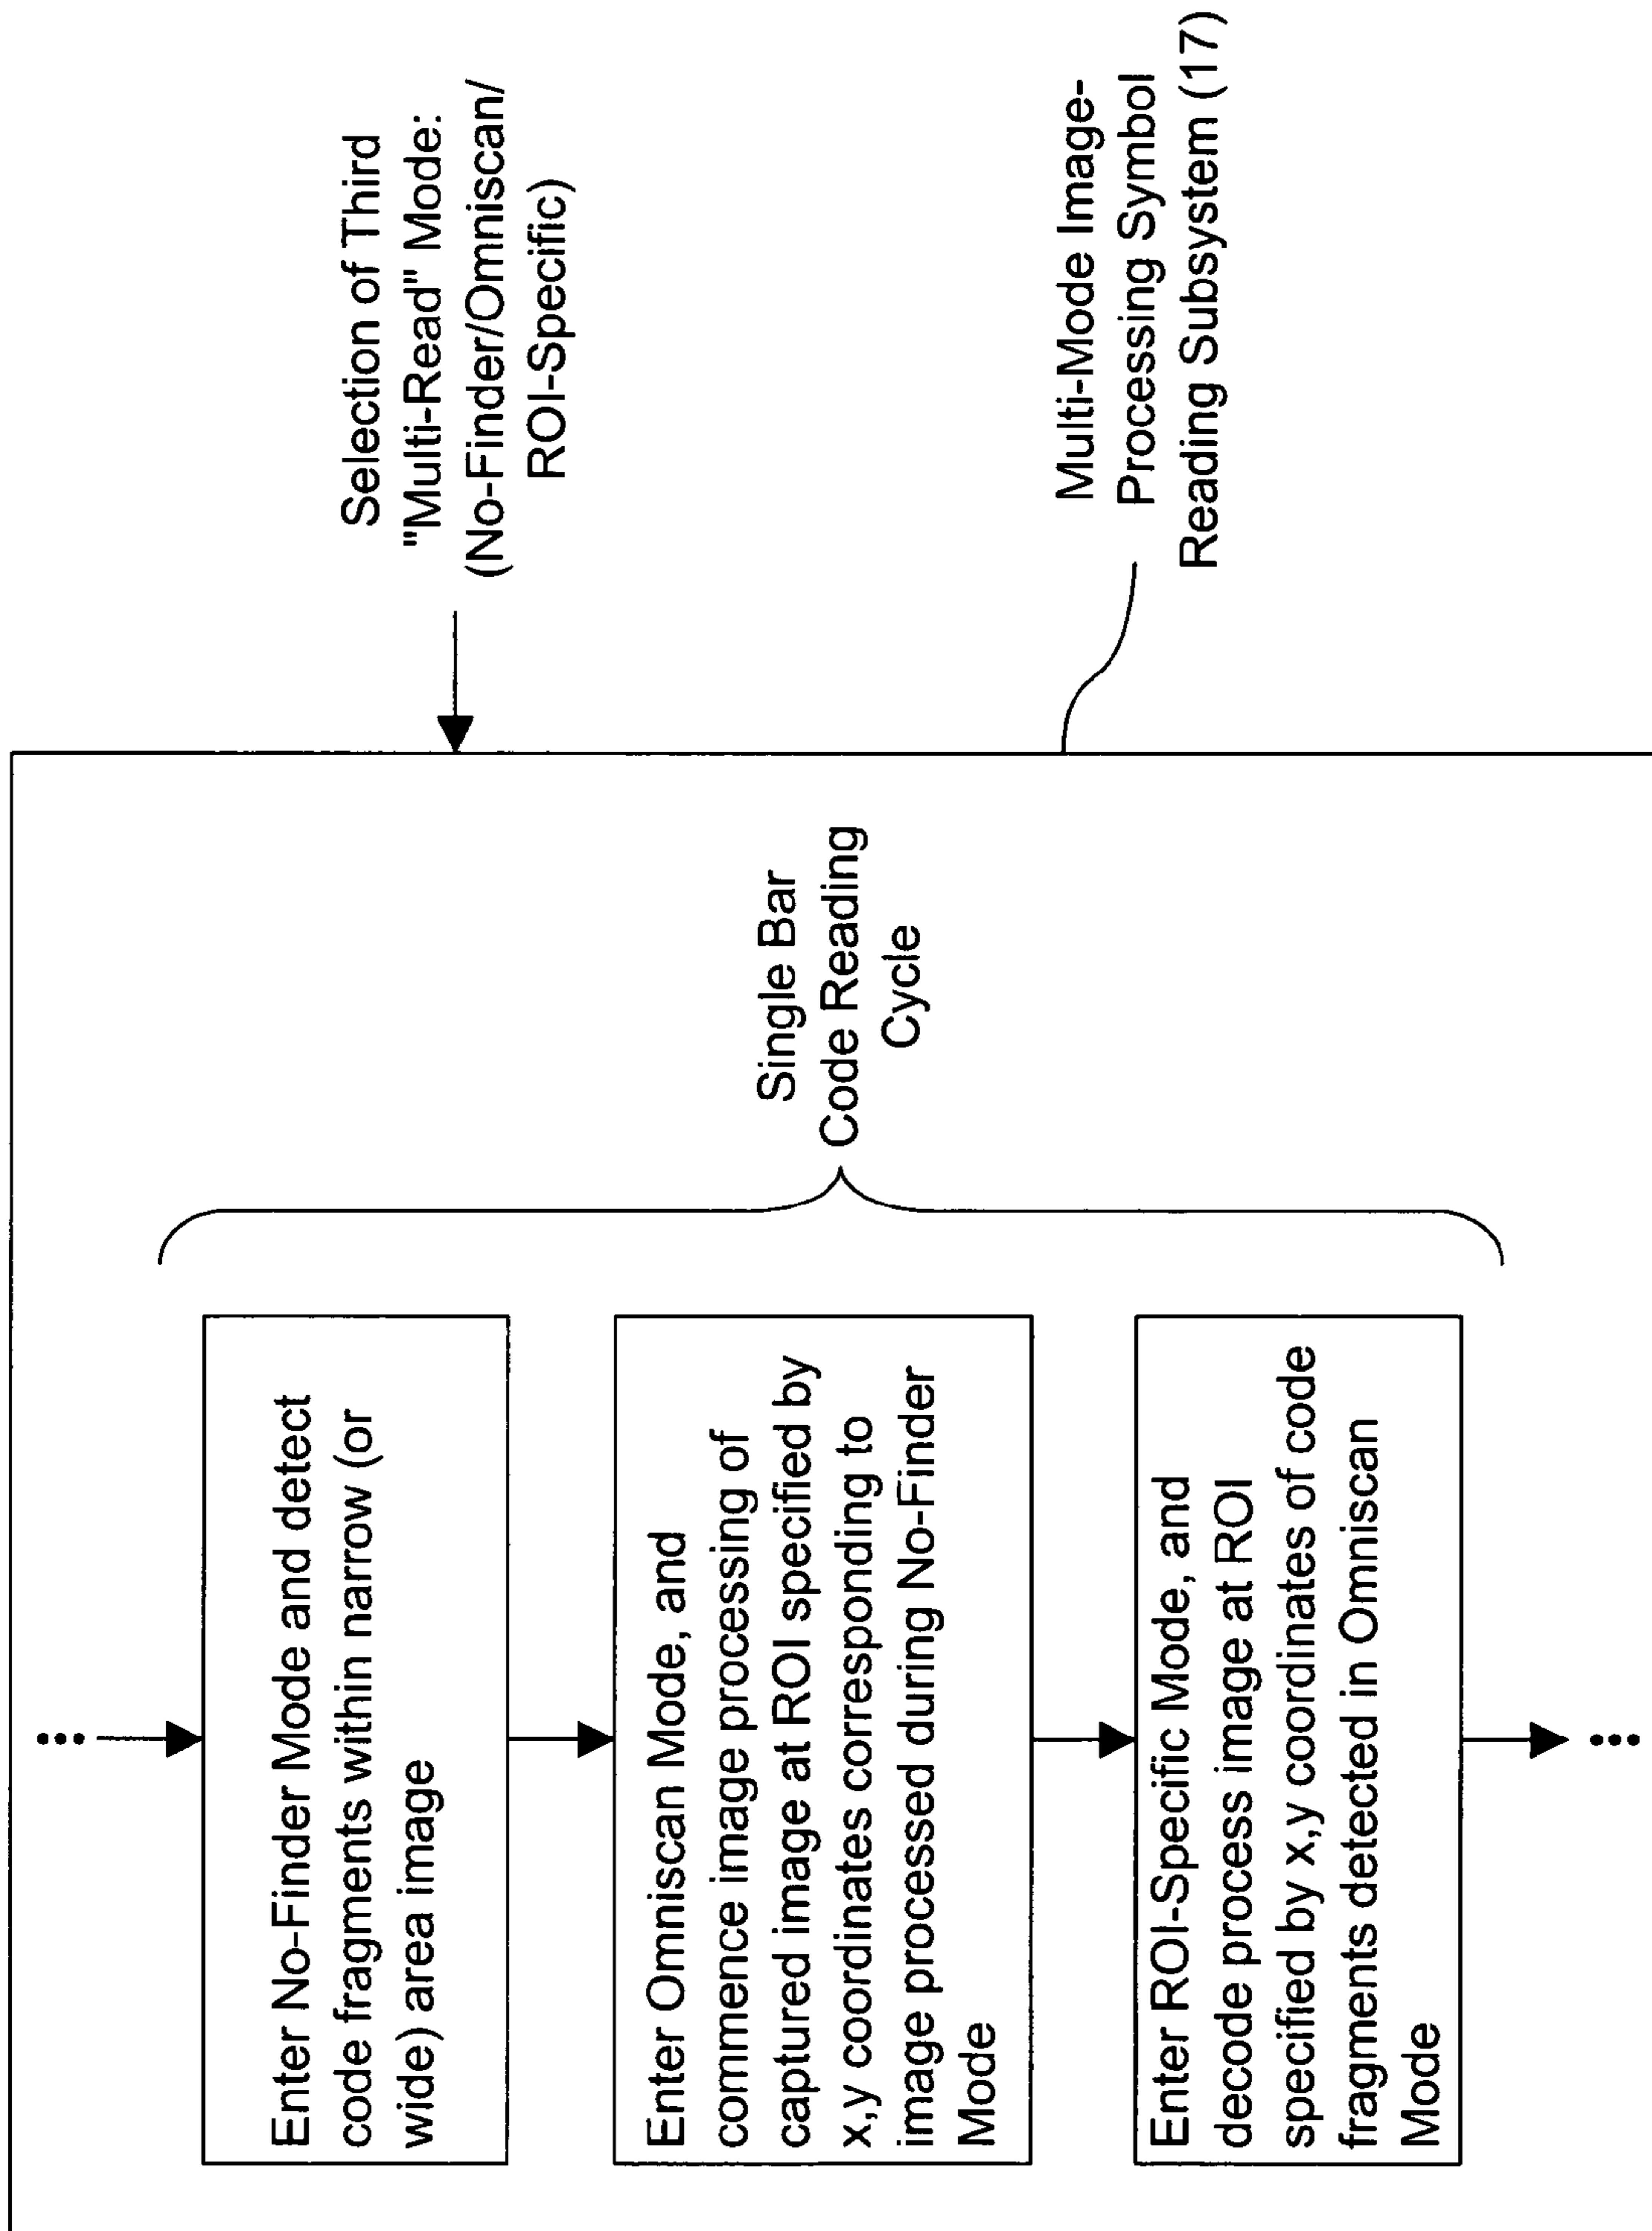 Enter No-Finder Mode and detect
code fragments within narrow (or
wide) area image
Enter Omniscan Mode, and
commence image processing of
captured image at ROI specified by
x,y coordinates corresponding to
image processed during No-Finder
Mode
Enter ROI-Specific Mode, and
decode process image at ROI
specified by x,y coordinates of code
fragments detected in Omniscan
Mode
Single Bar
Code Reading
Cycle
Selection of Third
"Multi-Read" Mode:
(No-Finder/Omniscan/
ROI-Specific)
Multi-Mode Image-
Processing Symbol
Reading Subsystem (17)